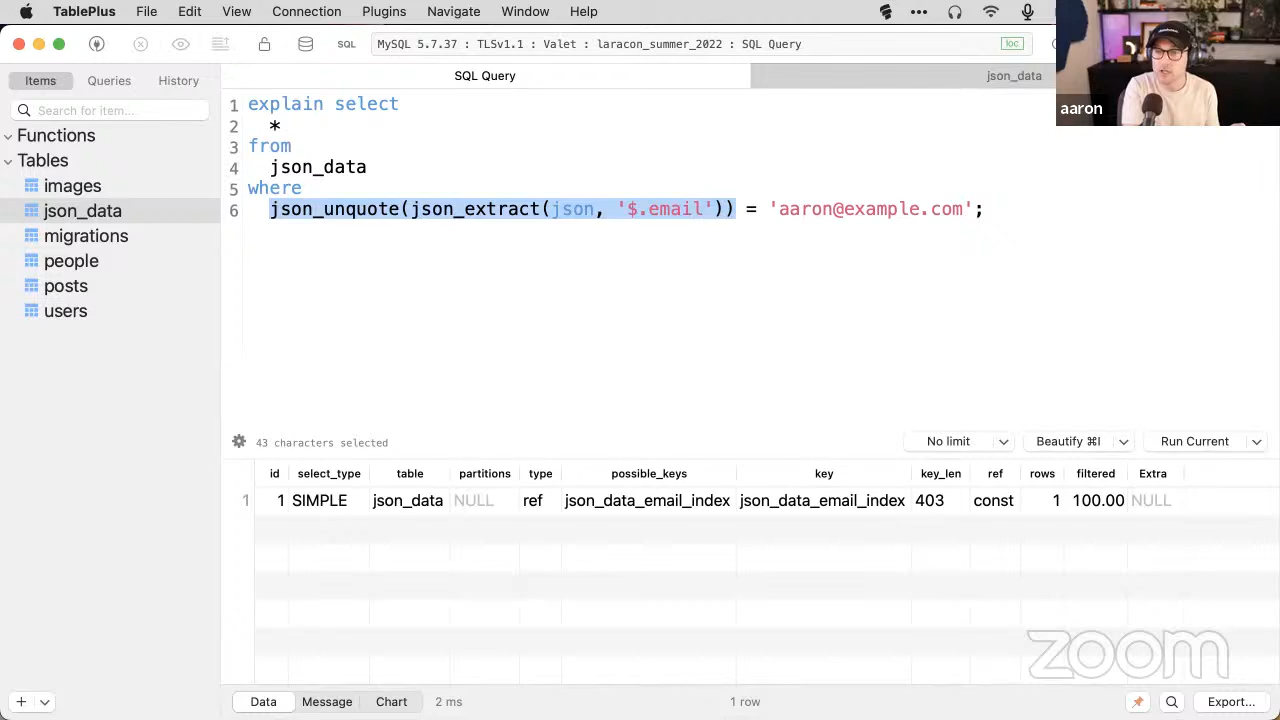 TablePlus File Edit View Connection Plugins Navigate Window Help
SQL MySQL 5.7.37 : TLSv1.1 : Valet : laracon_summer_2022 : SQL Query loc
Items Queries History
SQL Query json_data
Search for item...
Functions
Tables
images
json_data
migrations
people
posts
users
1 explain select
2 *
3 from
4 json_data
5 where
6 json_unquote(json_extract(json, '$.email')) = 'aaron@example.com';
aaron
43 characters selected No limit Beautify ⌘I Run Current
id select_type table partitions type possible_keys key key_len ref rows filtered Extra
1 1 SIMPLE json_data NULL ref json_data_email_index json_data_email_index 403 const 1 100.00 NULL
zoom
Data Message Chart 2 ms 1 row Export...